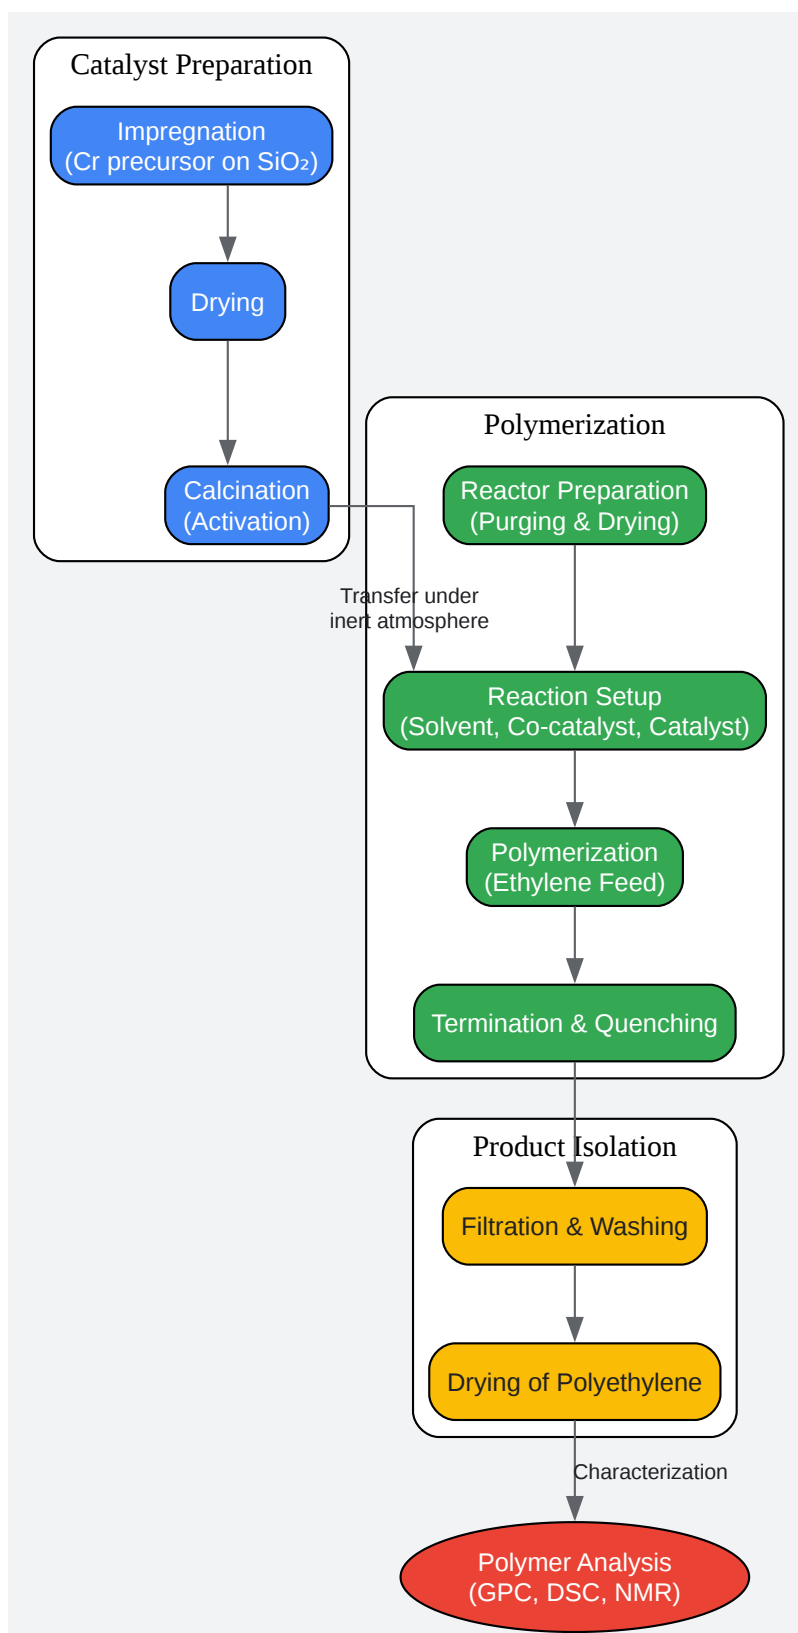 Catalyst Preparation
Impregnation
(Cr precursor on SiO₂)
Drying
Calcination
(Activation)
Transfer under
inert atmosphere
Polymerization
Reactor Preparation
(Purging & Drying)
Reaction Setup
(Solvent, Co-catalyst, Catalyst)
Polymerization
(Ethylene Feed)
Termination & Quenching
Product Isolation
Filtration & Washing
Drying of Polyethylene
Characterization
Polymer Analysis
(GPC, DSC, NMR)